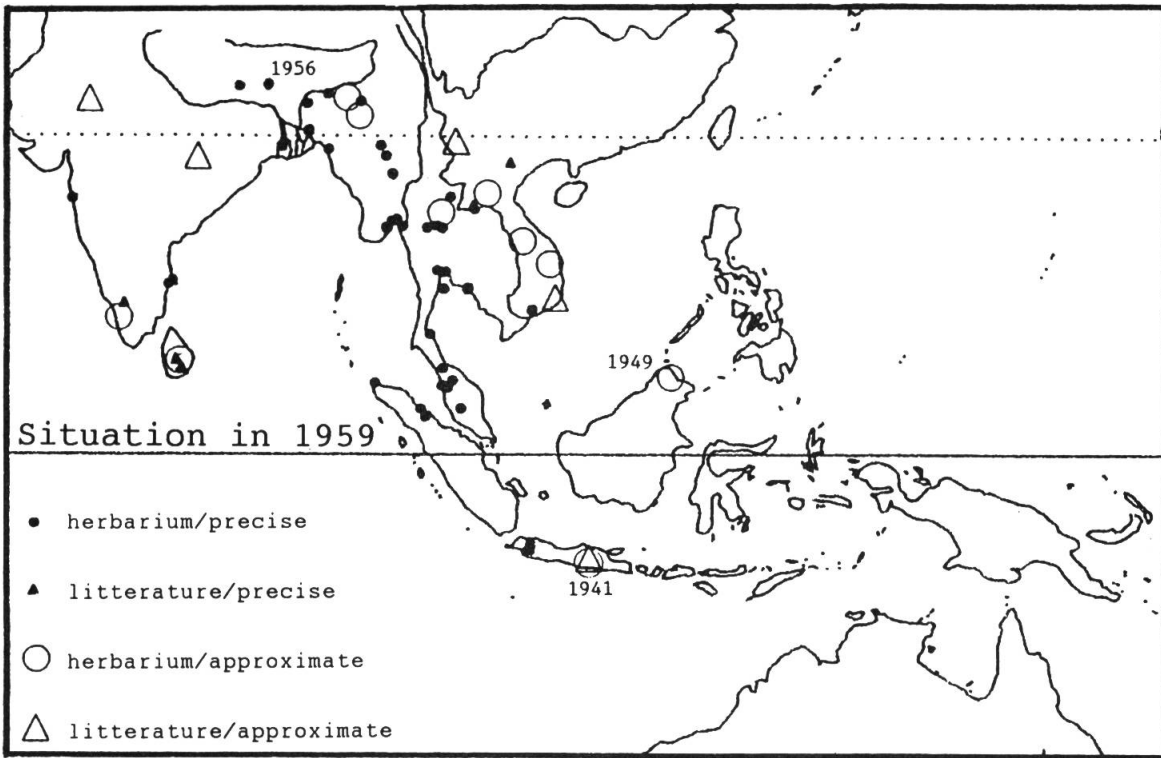 1956
1949
Situation in 1959
herbarium/precise
litterature/precise
1941
herbarium/approximate
litterature/approximate